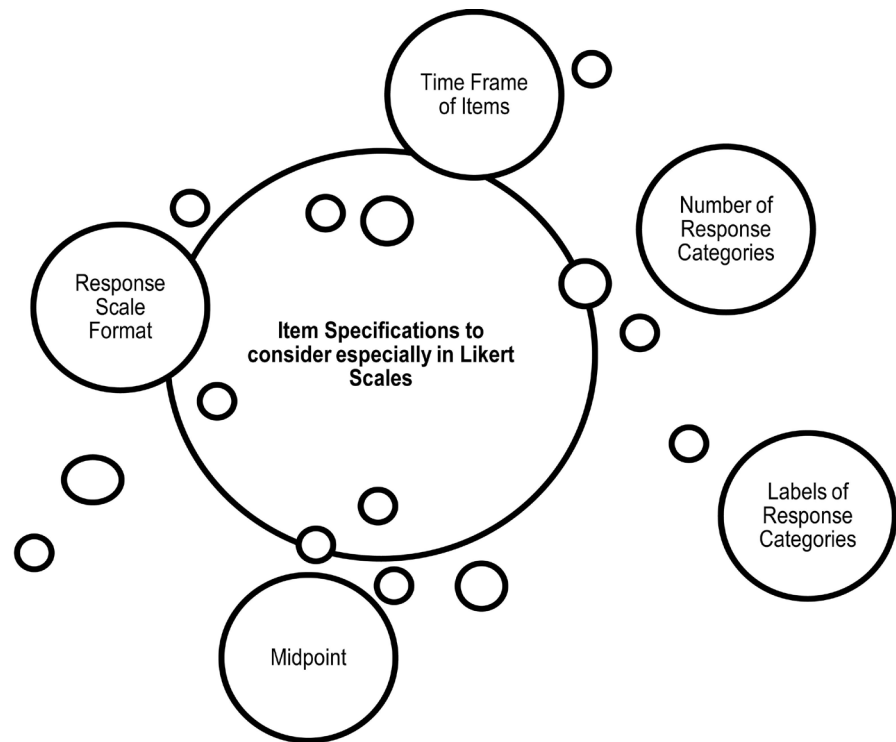 Time Frame
of Items
Number of
Response
Categories
Response
Scale
Format
Item Specifications to
consider especially in Likert
Scales
Labels of
Response
Categories
Midpoint